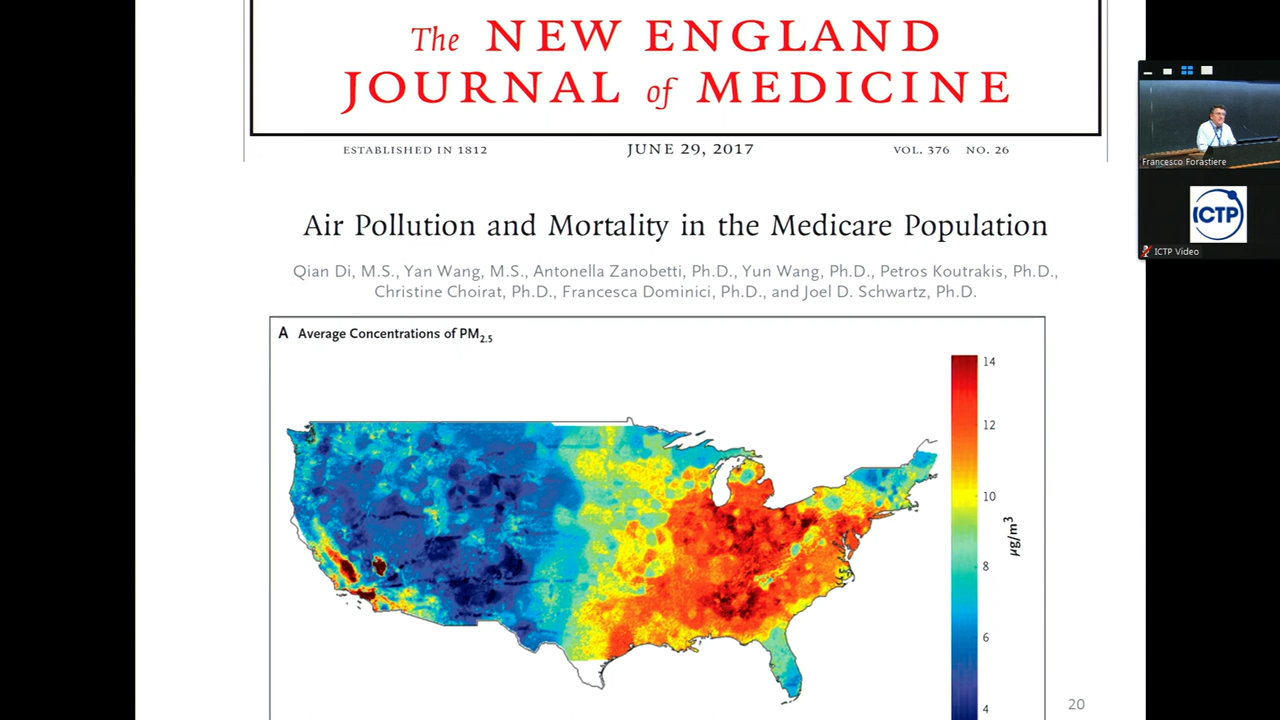 The NEW ENGLAND
JOURNAL of MEDICINE
ESTABLISHED IN 1812
JUNE 29, 2017
VOL. 376 NO. 26
Air Pollution and Mortality in the Medicare Population
Qian Di, M.S., Yan Wang, M.S., Antonella Zanobetti, Ph.D., Yun Wang, Ph.D., Petros Koutrakis, Ph.D.,
Christine Choirat, Ph.D., Francesca Dominici, Ph.D., and Joel D. Schwartz, Ph.D.
A Average Concentrations of PM2.5
14
12
10
8
6
4
µg/m³
20
Francesco Forastiere
ICTP
ICTP Video